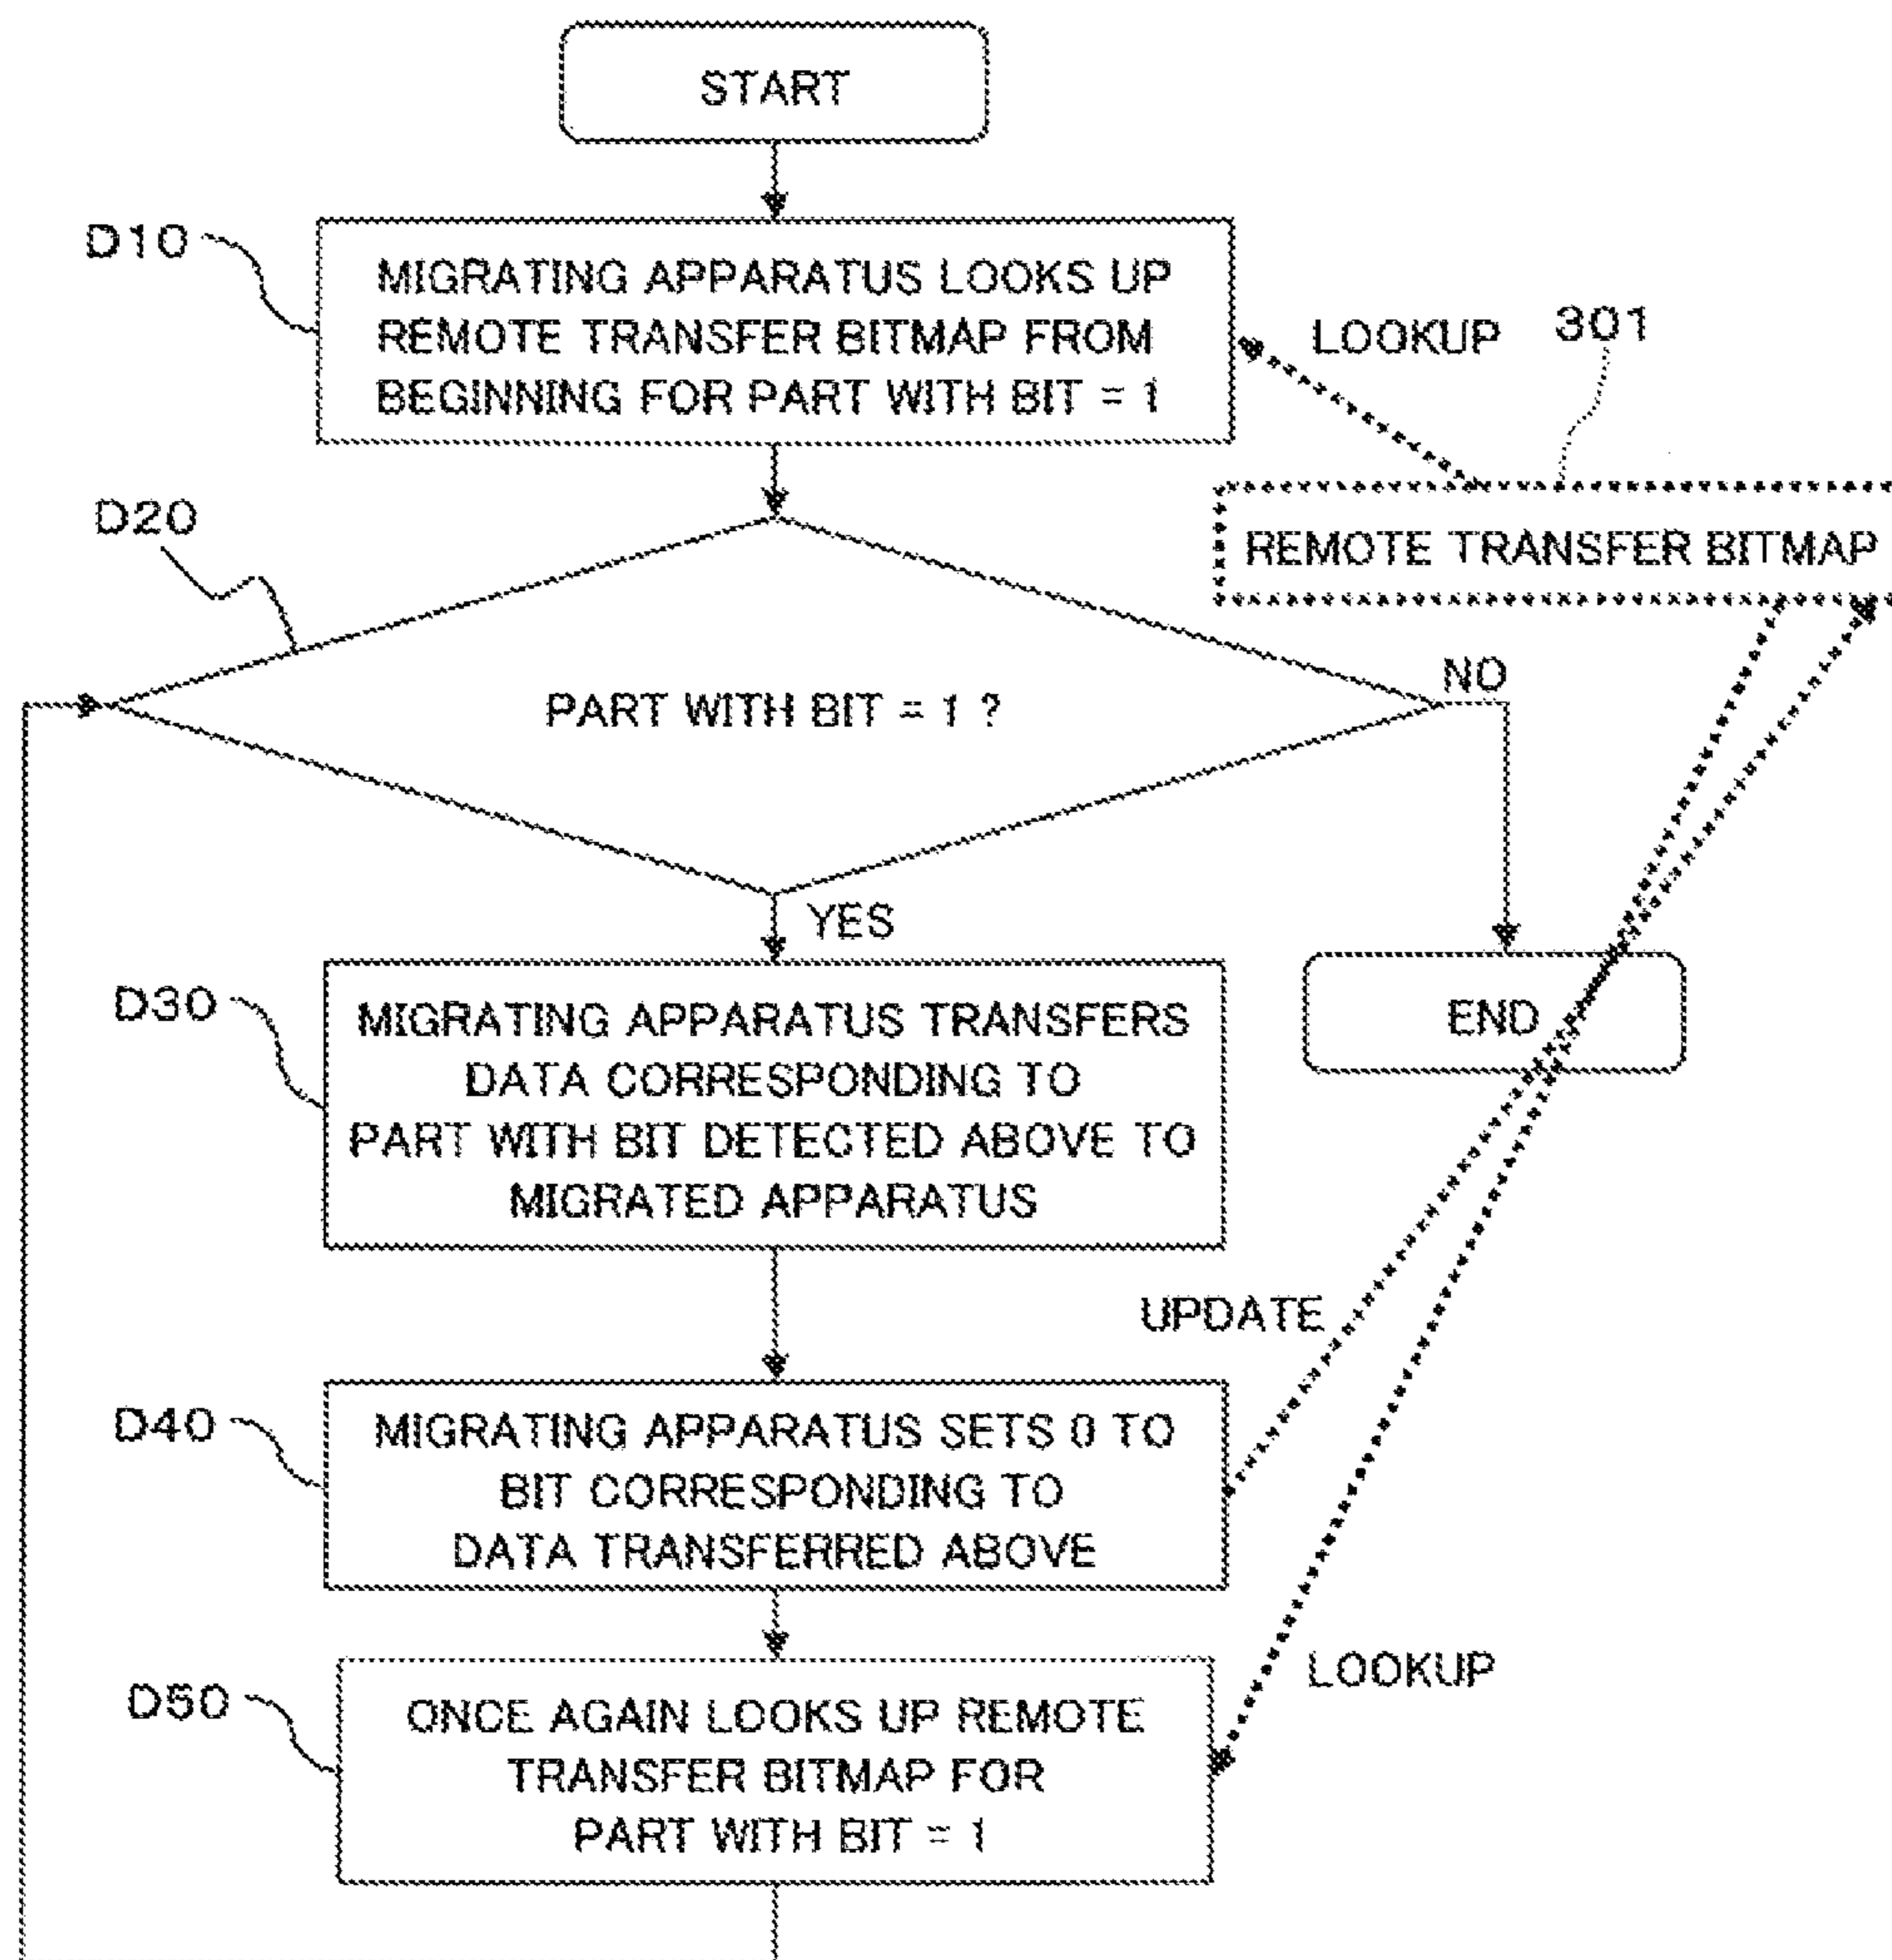 START
D10
MIGRATING APPARATUS LOOKS UP
REMOTE TRANSFER BITMAP FROM
BEGINNING FOR PART WITH BIT = 1
LOOKUP
301
REMOTE TRANSFER BITMAP
D20
PART WITH BIT = 1 ?
NO
YES
END
D30
MIGRATING APPARATUS TRANSFERS
DATA CORRESPONDING TO
PART WITH BIT DETECTED ABOVE TO
MIGRATED APPARATUS
UPDATE
D40
MIGRATING APPARATUS SETS 0 TO
BIT CORRESPONDING TO
DATA TRANSFERRED ABOVE
LOOKUP
D50
ONCE AGAIN LOOKS UP REMOTE
TRANSFER BITMAP FOR
PART WITH BIT = 1